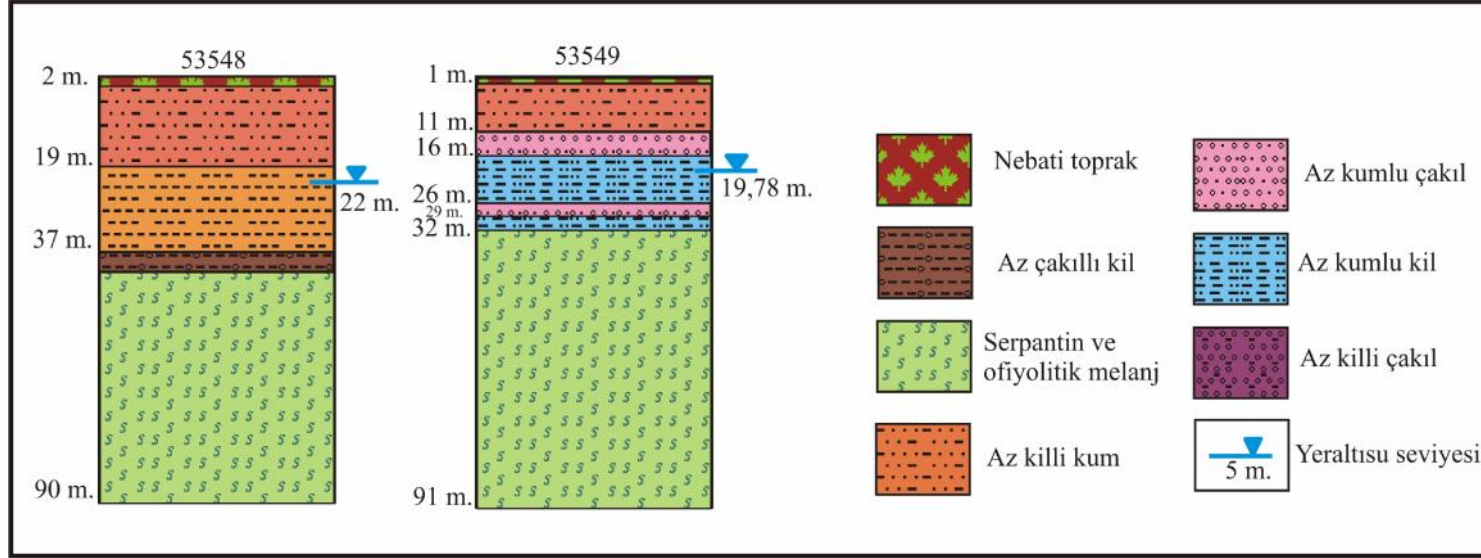 53548
2 m.
19 m.
22 m.
37 m.
90 m.
53549
1 m.
11 m.
16 m.
19,78 m.
26 m.
29 m.
32 m.
91 m.
Nebati toprak
Az çakıllı kil
Serpantin ve
ofiyolitik melanj
Az killi kum
Az kumlu çakıl
Az kumlu kil
Az killi çakıl
5 m.
Yeraltısu seviyesi